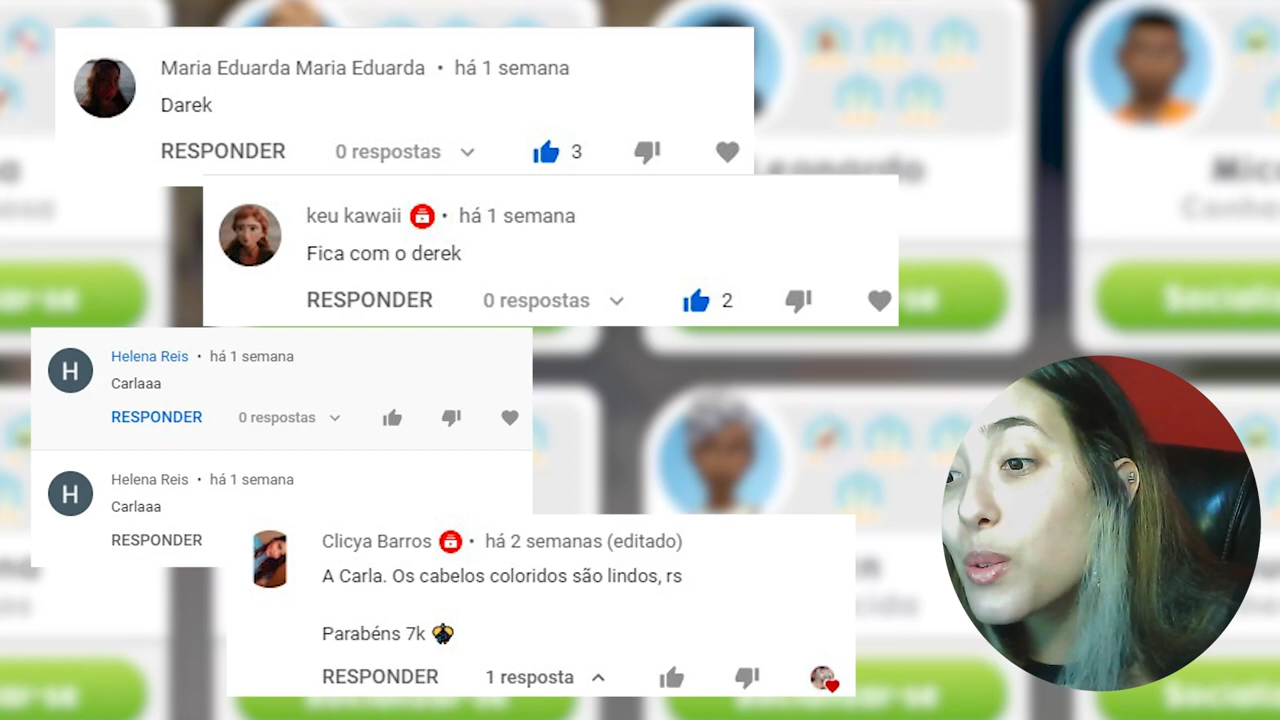 Maria Eduarda Maria Eduarda • há 1 semana
Darek
RESPONDER 0 respostas 3
keu kawaii • há 1 semana
Fica com o derek
RESPONDER 0 respostas 2
Helena Reis • há 1 semana
Carlaaa
RESPONDER 0 respostas
H
Helena Reis • há 1 semana
Carlaaa
RESPONDER
H
Clicya Barros • há 2 semanas (editado)
A Carla. Os cabelos coloridos são lindos, rs
Parabéns 7k
RESPONDER 1 resposta
Leonardo